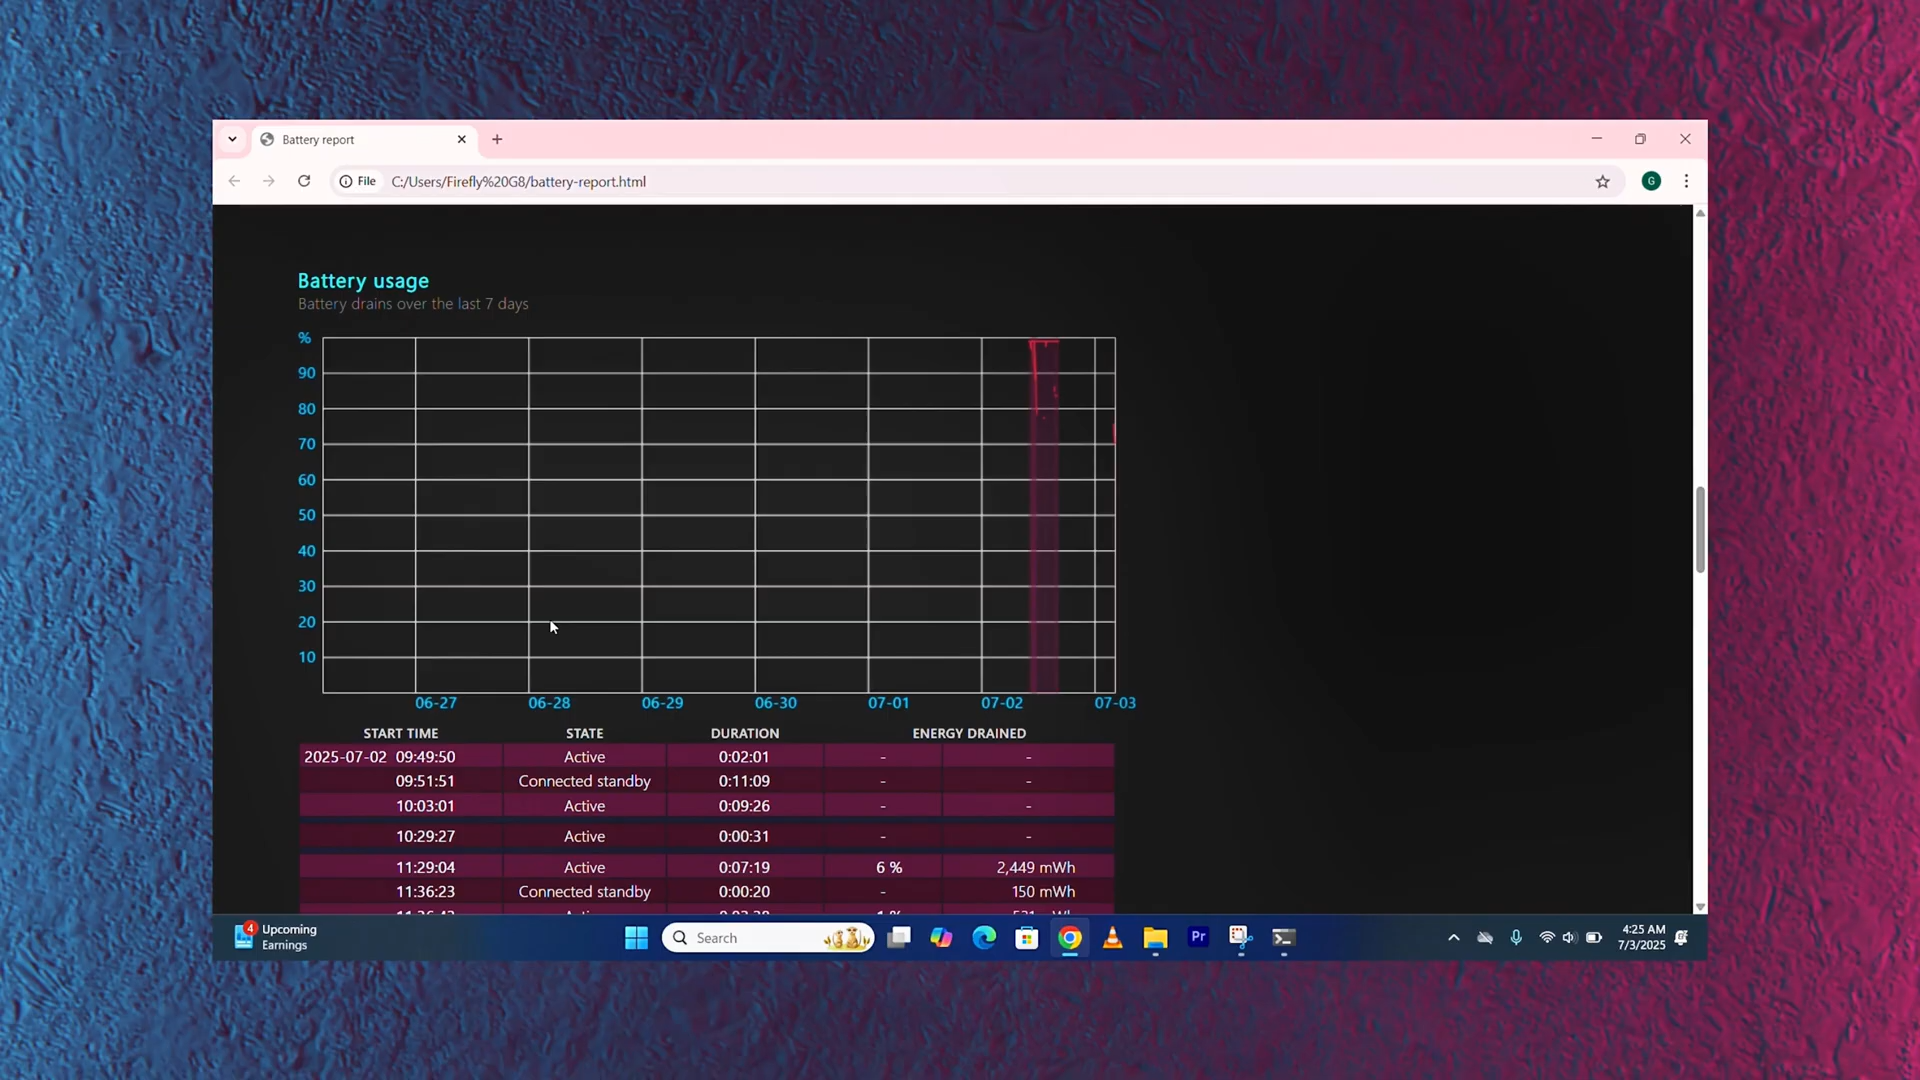 Battery report
File C:/Users/Firefly%20G8/battery-report.html
G
Battery usage
Battery drains over the last 7 days
%
90
80
70
60
50
40
30
20
10
06-27 06-28 06-29 06-30 07-01 07-02 07-03
START TIME STATE DURATION ENERGY DRAINED
2025-07-02 09:49:50 Active 0:02:01 - -
09:51:51 Connected standby 0:11:09 - -
10:03:01 Active 0:09:26 - -
10:29:27 Active 0:00:31 - -
11:29:04 Active 0:07:19 6 % 2,449 mWh
11:36:23 Connected standby 0:00:20 - 150 mWh
4 Upcoming
Earnings
Search
Pr
4:25 AM
7/3/2025